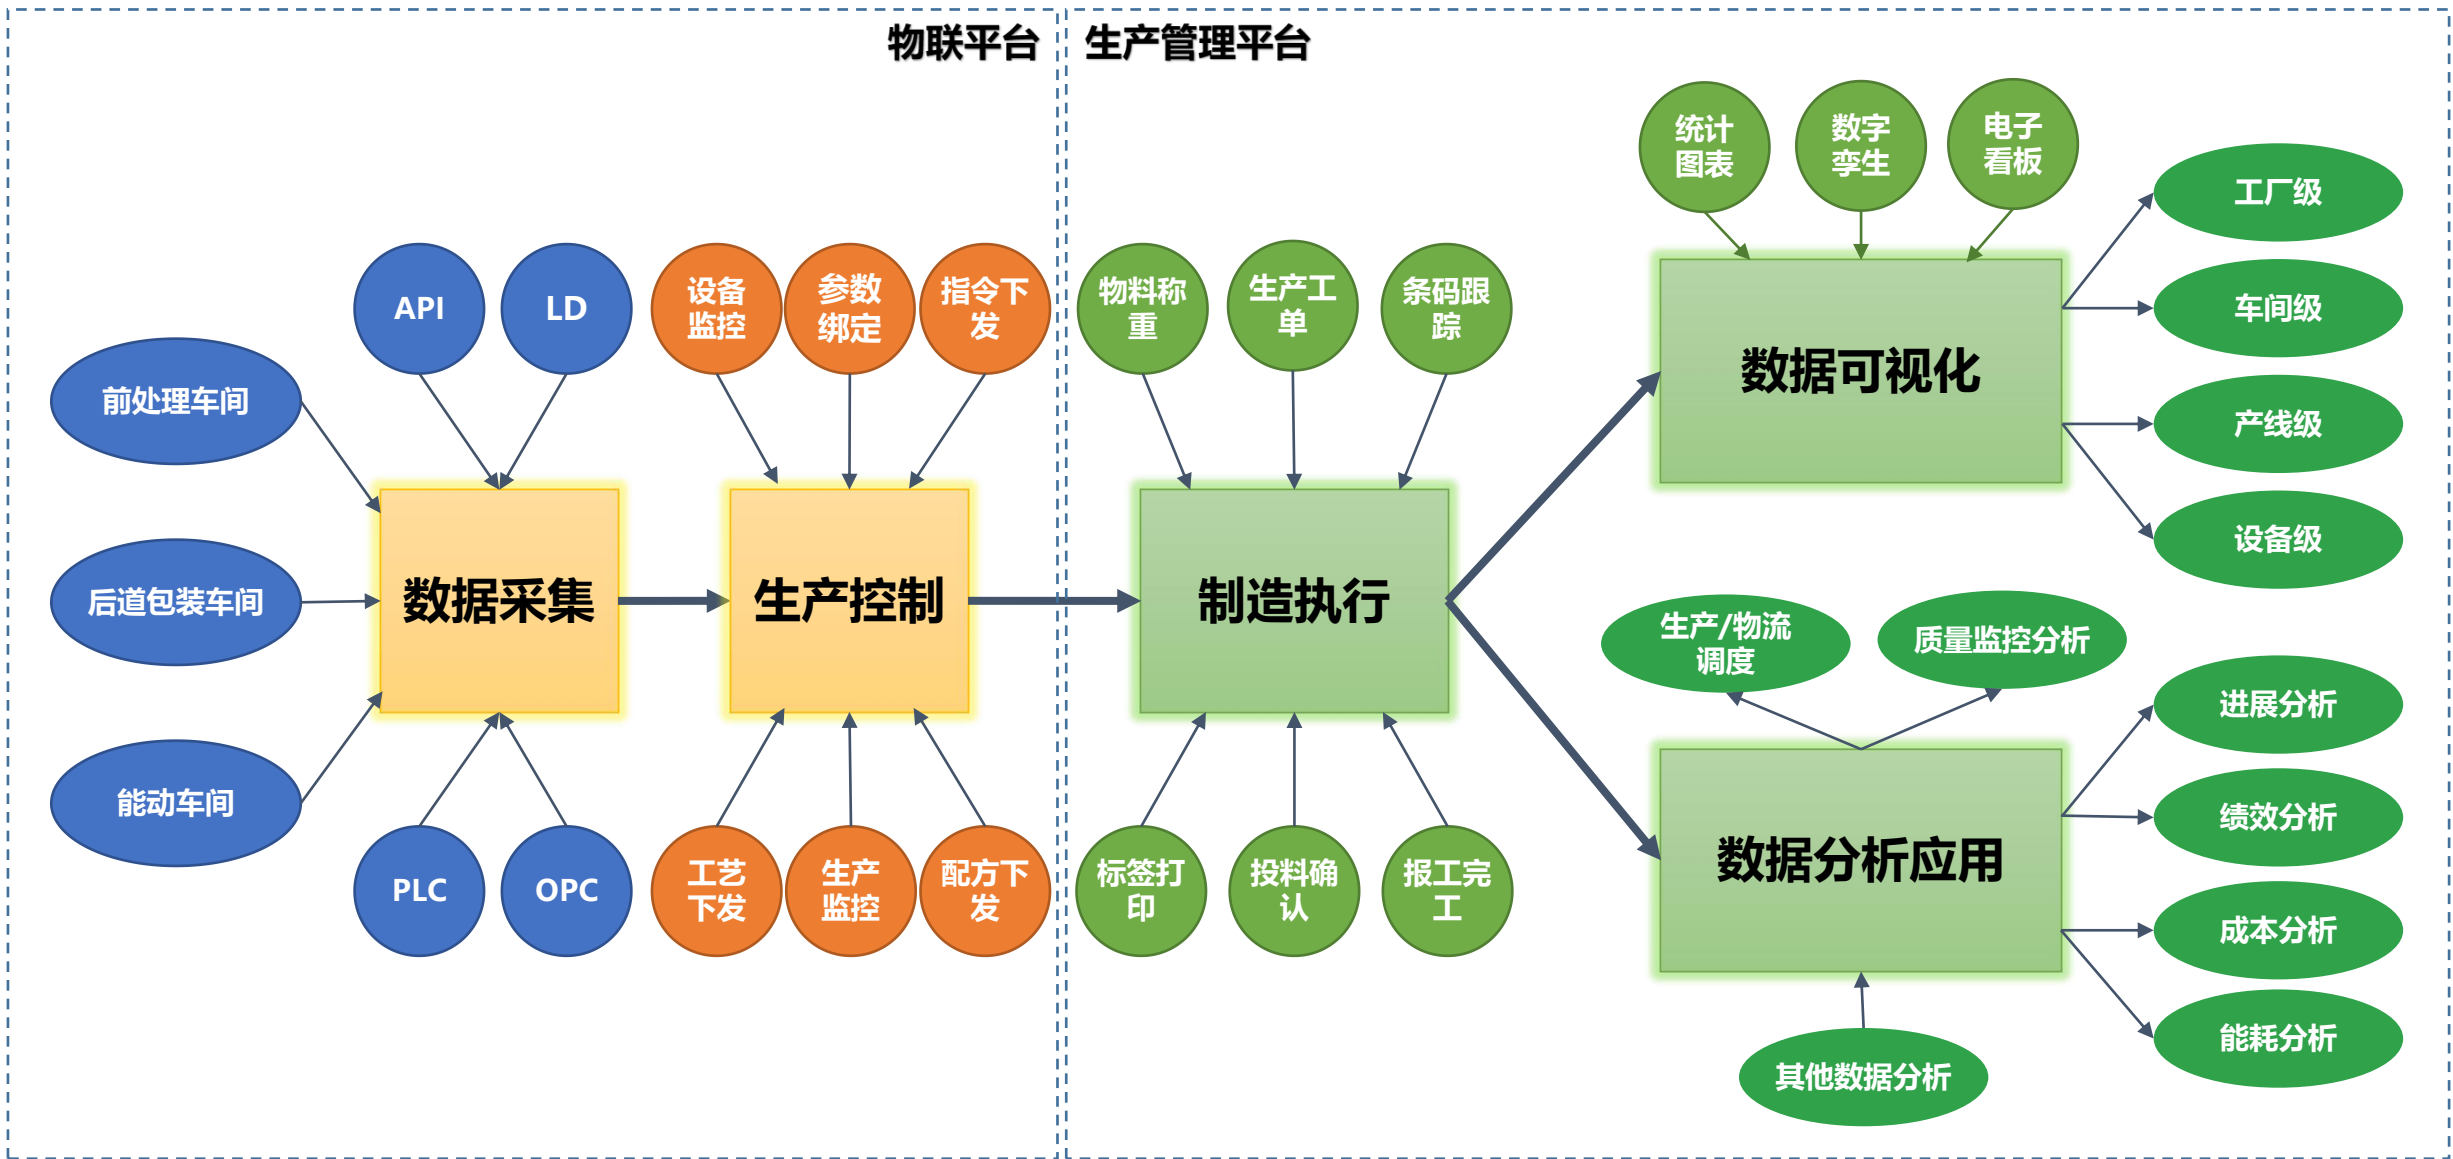 物联平台
生产管理平台
API
LD
设备
监控
参数
绑定
指令下
发
前处理车间
后道包装车间
能动车间
数据采集
生产控制
PLC
OPC
工艺
下发
生产
监控
配方下
发
物料称
重
生产工
单
条码跟
踪
制造执行
标签打
印
投料确
认
报工完
工
统计
图表
数字
孪生
电子
看板
数据可视化
工厂级
车间级
产线级
设备级
生产/物流
调度
质量监控分析
数据分析应用
进展分析
绩效分析
成本分析
能耗分析
其他数据分析